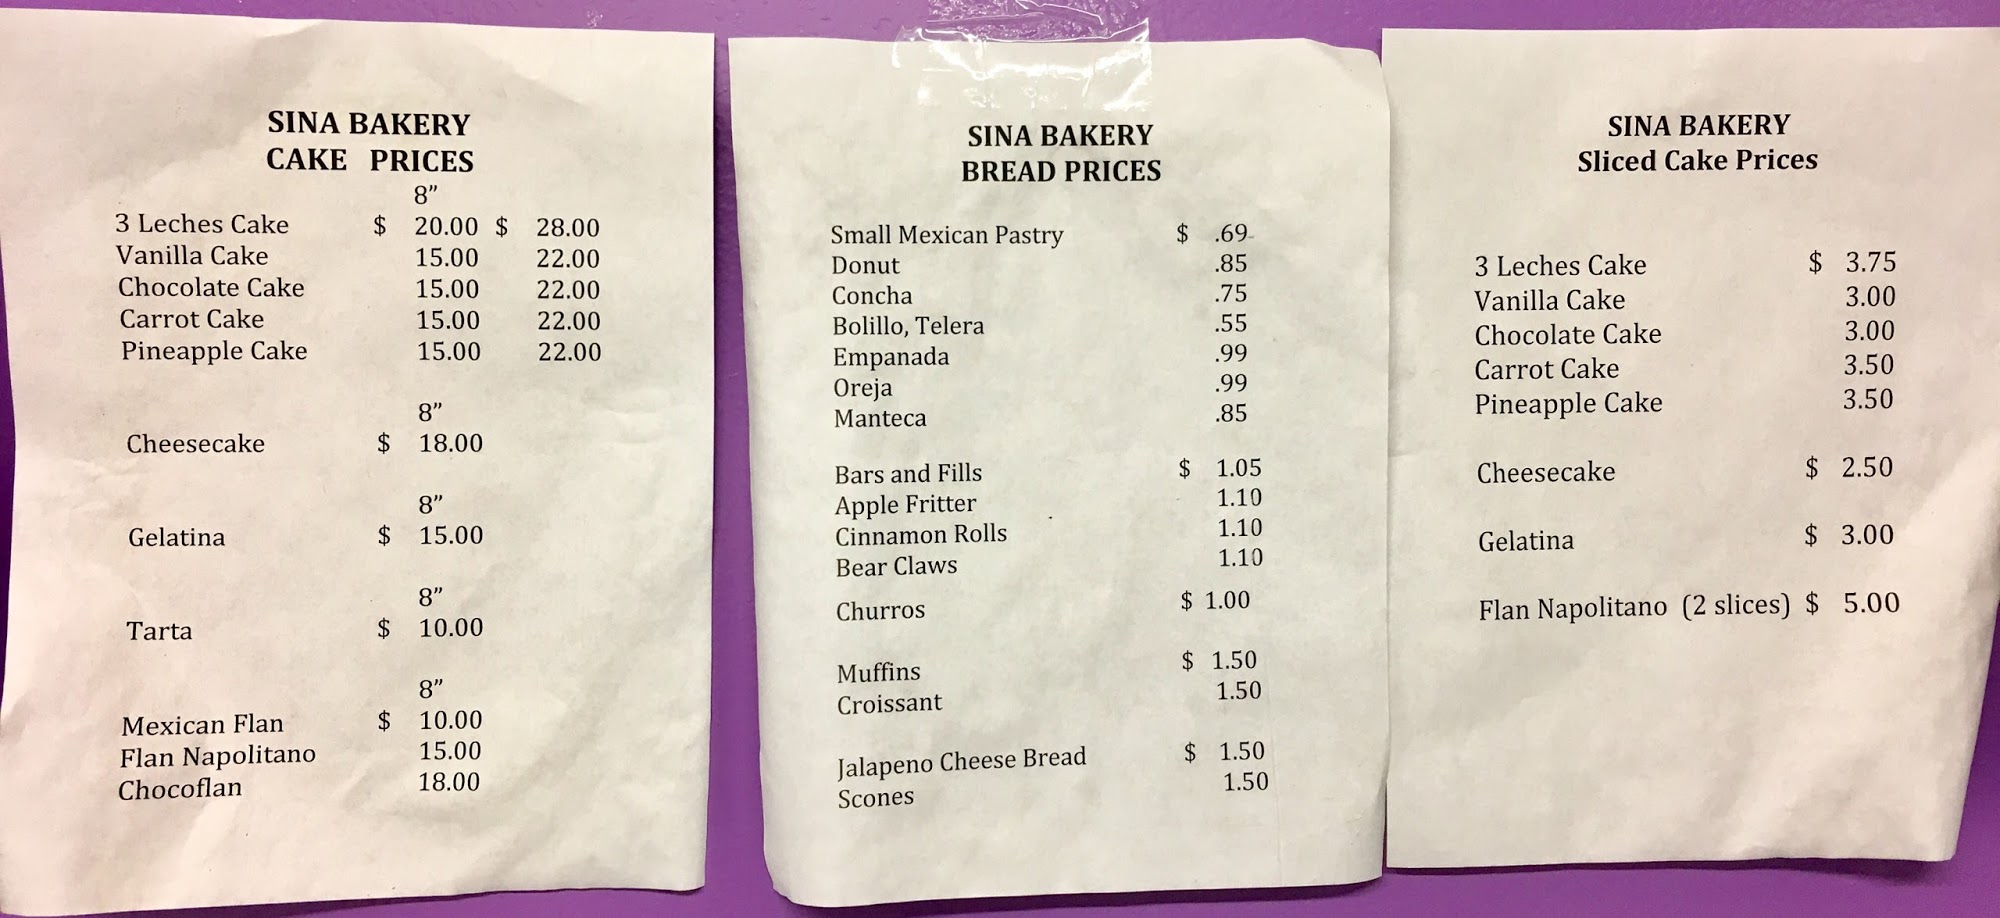 SINA BAKERY
CAKE PRICES
8”
3 Leches Cake $ 20.00 $ 28.00
Vanilla Cake 15.00 22.00
Chocolate Cake 15.00 22.00
Carrot Cake 15.00 22.00
Pineapple Cake 15.00 22.00
8”
Cheesecake $ 18.00
8”
Gelatina $ 15.00
8”
Tarta $ 10.00
8”
Mexican Flan $ 10.00
Flan Napolitano 15.00
Chocoflan 18.00
SINA BAKERY
BREAD PRICES
Small Mexican Pastry $ .69
Donut .85
Concha .75
Bolillo, Telera .55
Empanada .99
Oreja .99
Manteca .85
Bars and Fills $ 1.05
Apple Fritter 1.10
Cinnamon Rolls 1.10
Bear Claws 1.10
Churros $ 1.00
Muffins $ 1.50
Croissant 1.50
Jalapeno Cheese Bread $ 1.50
Scones 1.50
SINA BAKERY
Sliced Cake Prices
3 Leches Cake $ 3.75
Vanilla Cake 3.00
Chocolate Cake 3.00
Carrot Cake 3.50
Pineapple Cake 3.50
Cheesecake $ 2.50
Gelatina $ 3.00
Flan Napolitano (2 slices) $ 5.00